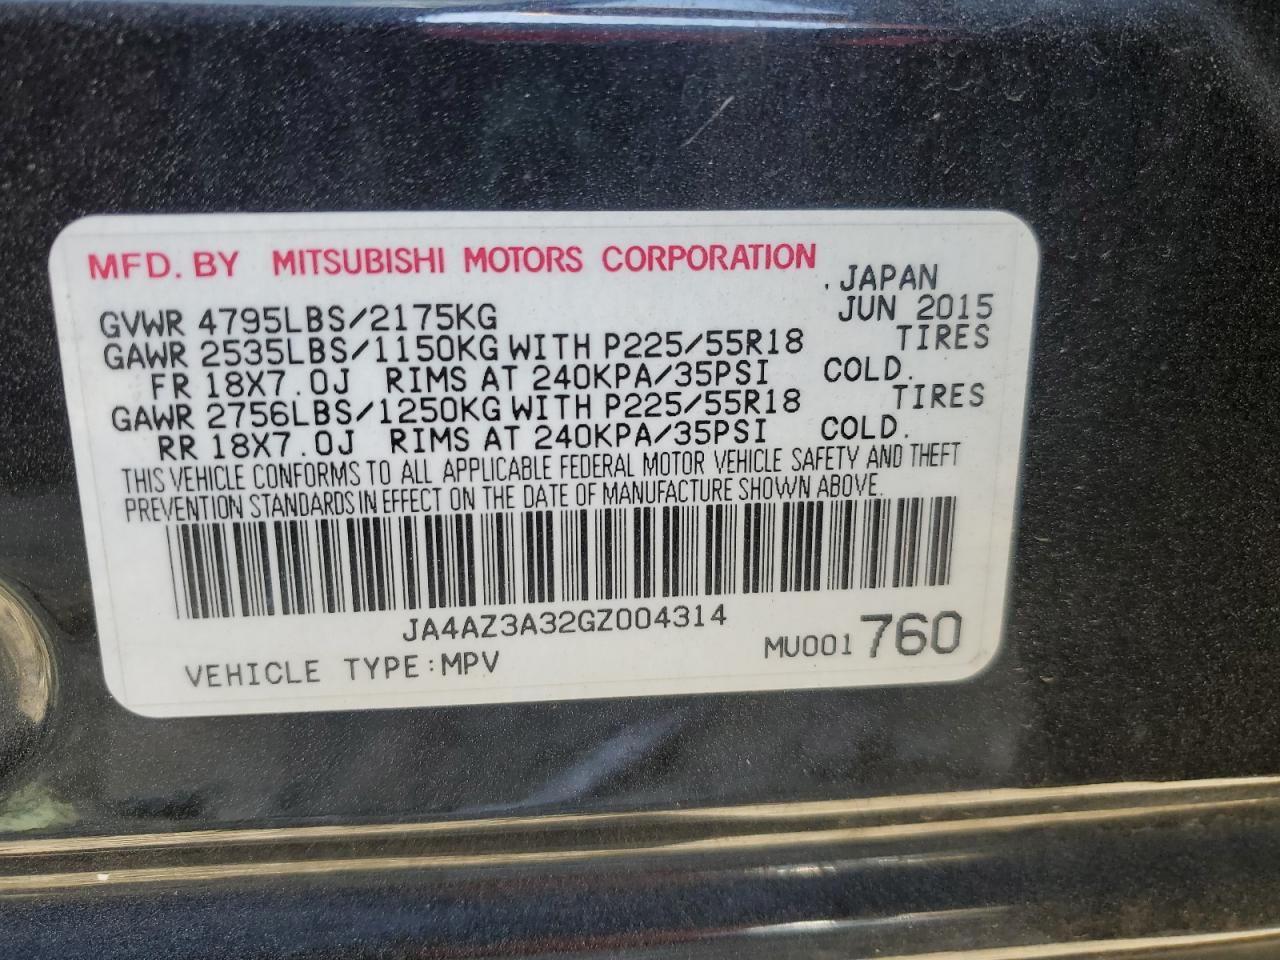 MFD. BY MITSUBISHI MOTORS CORPORATION
. JAPAN
GVWR 4795LBS/2175KG JUN 2015
GAWR 2535LBS/1150KG WITH P225/55R18 TIRES
FR 18X7.0J RIMS AT 240KPA/35PSI COLD.
GAWR 2756LBS/1250KG WITH P225/55R18 TIRES
RR 18X7.0J RIMS AT 240KPA/35PSI COLD.
THIS VEHICLE CONFORMS TO ALL APPLICABLE FEDERAL MOTOR VEHICLE SAFETY AND THEFT
PREVENTION STANDARDS IN EFFECT ON THE DATE OF MANUFACTURE SHOWN ABOVE.
JA4AZ3A32GZ004314
VEHICLE TYPE:MPV MU001 760